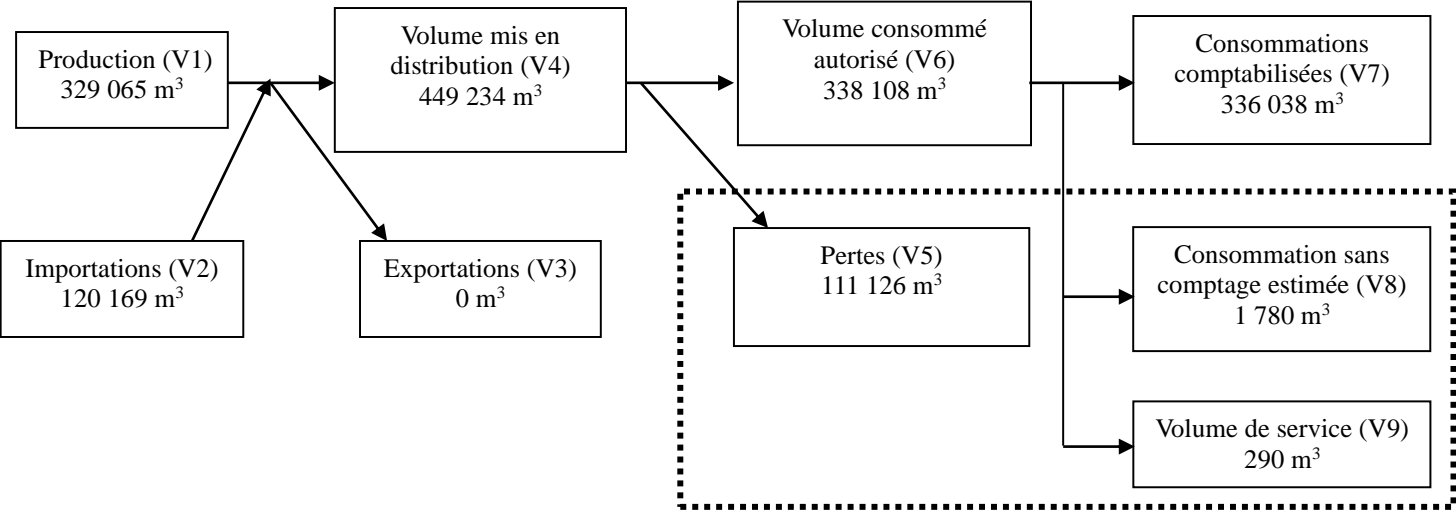 Production (V1)
329 065 m³
Volume mis en
distribution (V4)
449 234 m³
Volume consommé
autorisé (V6)
338 108 m³
Consommations
comptabilisées (V7)
336 038 m³
Importations (V2)
120 169 m³
Exportations (V3)
0 m³
Pertes (V5)
111 126 m³
Consommation sans
comptage estimée (V8)
1 780 m³
Volume de service (V9)
290 m³